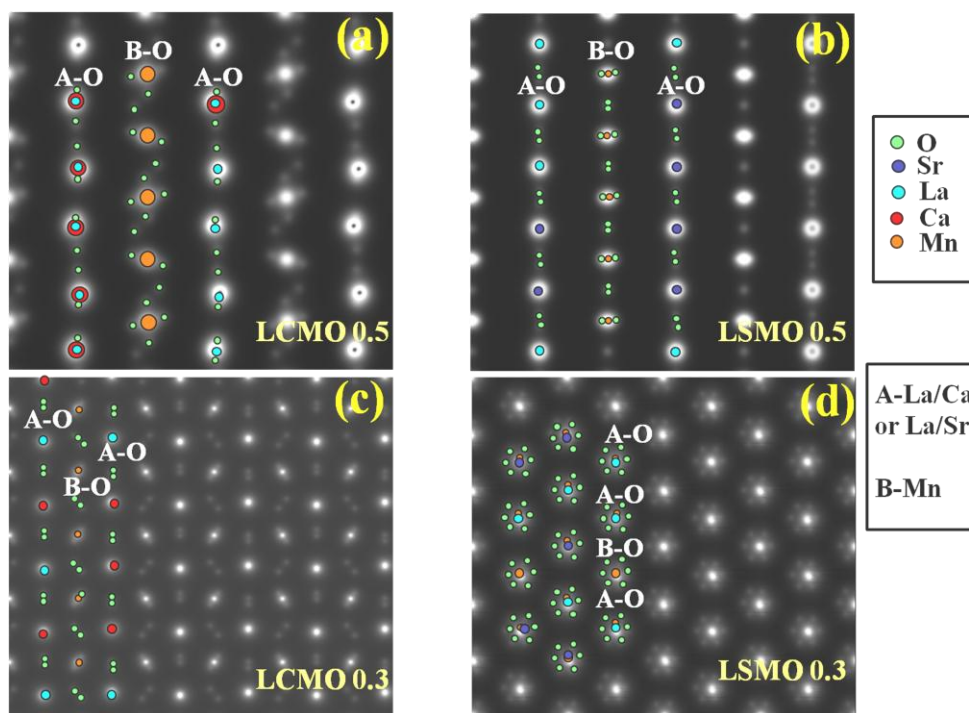 (a)
B-O
A-O
A-O
LCMO 0.5
(b)
B-O
A-O
A-O
LSMO 0.5
O
Sr
La
Ca
Mn
(c)
A-O
A-O
B-O
LCMO 0.3
(d)
A-O
A-O
B-O
A-O
LSMO 0.3
A-La/Ca
or La/Sr
B-Mn